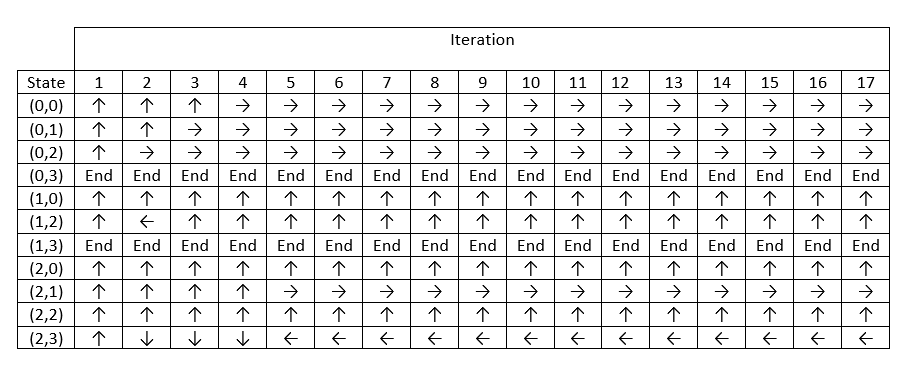 Iteration
State 1 2 3 4 5 6 7 8 9 10 11 12 13 14 15 16 17
(0,0) ↑ ↑ ↑ → → → → → → → → → → → → → →
(0,1) ↑ ↑ → → → → → → → → → → → → → → →
(0,2) ↑ → → → → → → → → → → → → → → → →
(0,3) End End End End End End End End End End End End End End End End End
(1,0) ↑ ↑ ↑ ↑ ↑ ↑ ↑ ↑ ↑ ↑ ↑ ↑ ↑ ↑ ↑ ↑ ↑
(1,2) ↑ ← ↑ ↑ ↑ ↑ ↑ ↑ ↑ ↑ ↑ ↑ ↑ ↑ ↑ ↑ ↑
(1,3) End End End End End End End End End End End End End End End End End
(2,0) ↑ ↑ ↑ ↑ ↑ ↑ ↑ ↑ ↑ ↑ ↑ ↑ ↑ ↑ ↑ ↑ ↑
(2,1) ↑ ↑ ↑ ↑ → → → → → → → → → → → → →
(2,2) ↑ ↑ ↑ ↑ ↑ ↑ ↑ ↑ ↑ ↑ ↑ ↑ ↑ ↑ ↑ ↑ ↑
(2,3) ↑ ↓ ↓ ↓ ← ← ← ← ← ← ← ← ← ← ← ← ←